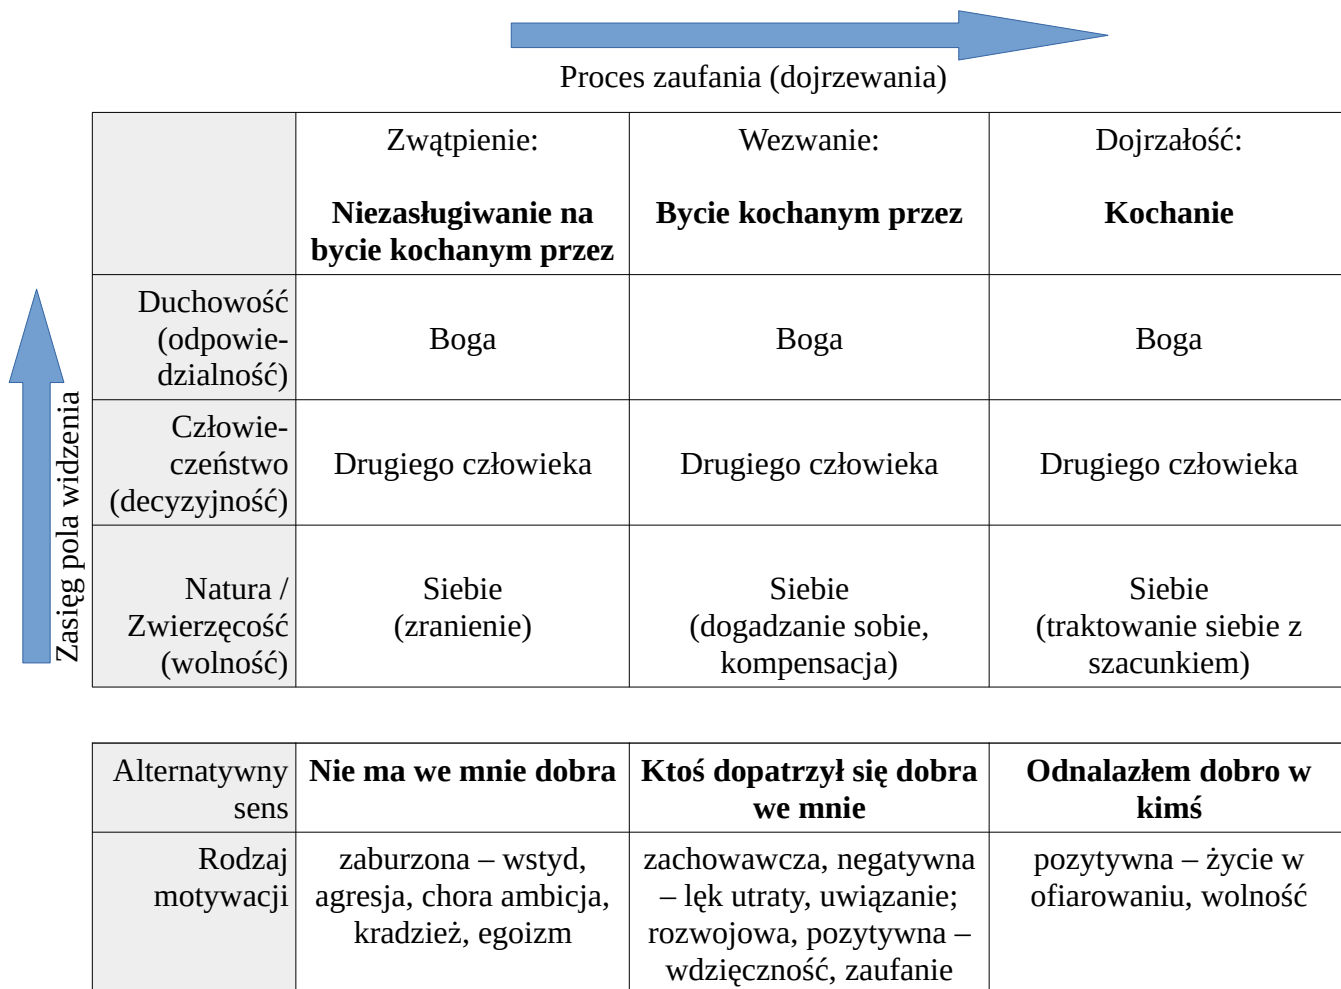 Proces zaufania (dojrzewania)
Zwątpienie:
Niezasługiwanie na
bycie kochanym przez
Wezwanie:
Bycie kochanym przez
Dojrzałość:
Kochanie
Zasięg pola widzenia
Duchowość
(odpowie-
dzialność)
Boga
Boga
Boga
Człowie-
czeństwo
(decyzyjność)
Drugiego człowieka
Drugiego człowieka
Drugiego człowieka
Natura /
Zwierzęcość
(wolność)
Siebie
(zranienie)
Siebie
(dogadzanie sobie,
kompensacja)
Siebie
(traktowanie siebie z
szacunkiem)
Alternatywny
sens
Nie ma we mnie dobra
Ktoś dopatrzył się dobra
we mnie
Odnalazłem dobro w
kimś
Rodzaj
motywacji
zaburzona – wstyd,
agresja, chora ambicja,
kradzież, egoizm
zachowawcza, negatywna
– lęk utraty, uwiązanie;
rozwojowa, pozytywna –
wdzięczność, zaufanie
pozytywna – życie w
ofiarowaniu, wolność